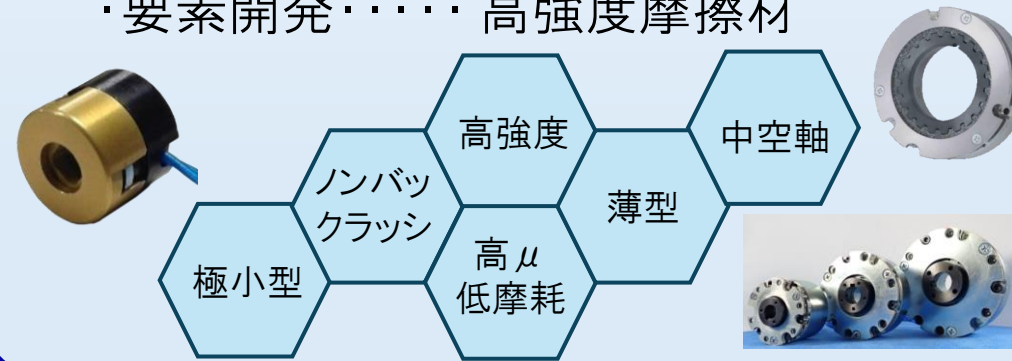 ・要素開発・・・・・ 高強度摩擦材
高強度
中空軸
ノンバッ
クラッシ
薄型
極小型
高μ
低摩耗